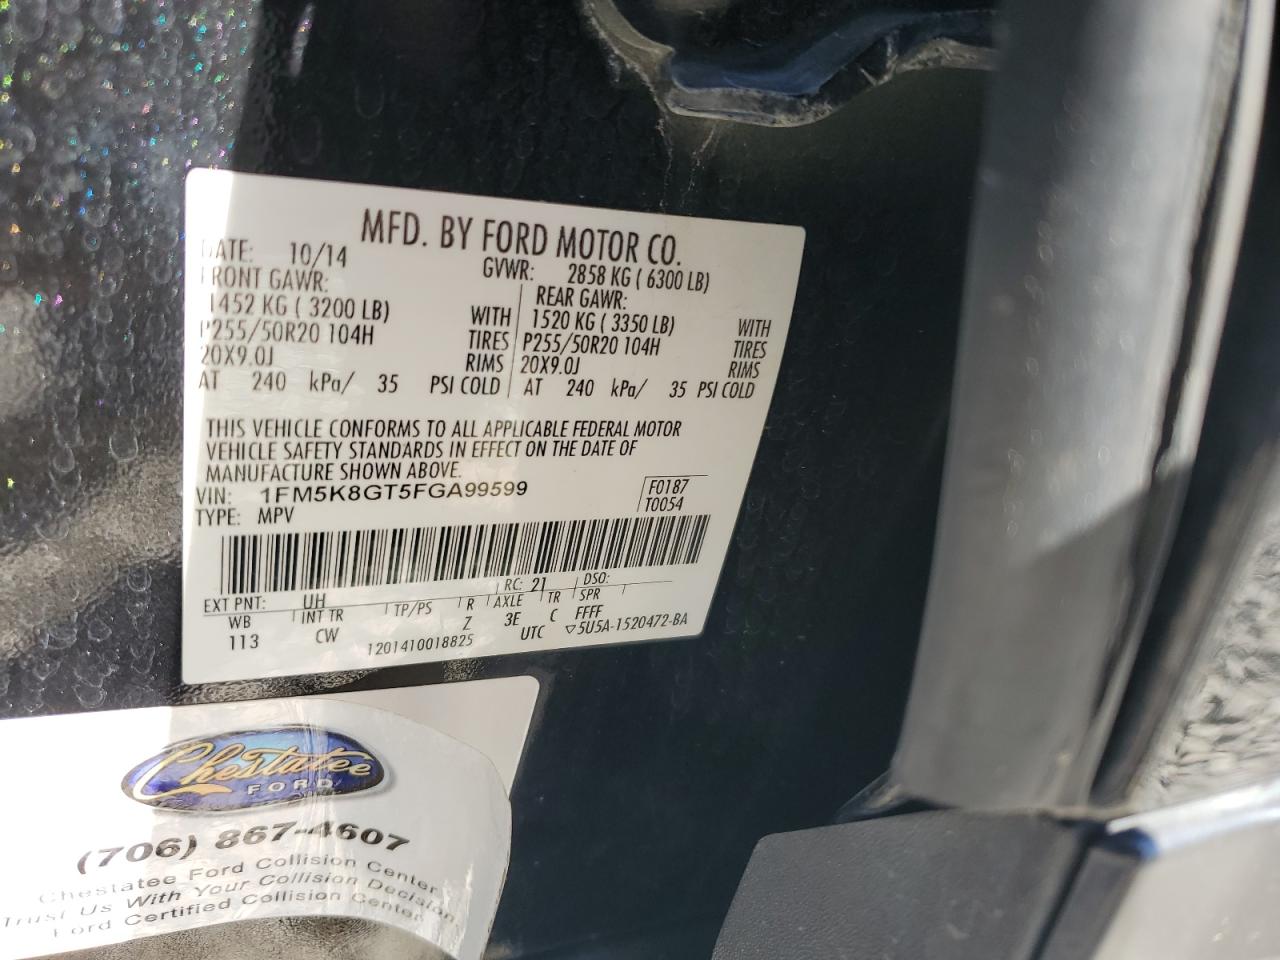 MFD. BY FORD MOTOR CO.
DATE: 10/14 GVWR: 2858 KG ( 6300 LB)
FRONT GAWR: REAR GAWR:
1452 KG ( 3200 LB) WITH 1520 KG ( 3350 LB) WITH
P255/50R20 104H TIRES P255/50R20 104H TIRES
20X9.0J RIMS 20X9.0J RIMS
AT 240 kPa/ 35 PSI COLD AT 240 kPa/ 35 PSI COLD
THIS VEHICLE CONFORMS TO ALL APPLICABLE FEDERAL MOTOR
VEHICLE SAFETY STANDARDS IN EFFECT ON THE DATE OF
MANUFACTURE SHOWN ABOVE.
VIN: 1FM5K8GT5FGA99599 F0187
TYPE: MPV T0054
EXT PNT: UH RC: 21 DSO:
WB INT TR TP/PS R AXLE TR SPR
113 CW Z 3E C FFFF
1201410018825 UTC ▽5U5A-1520472-BA
Chestatee
FORD
(706) 867-4607
Chestatee Ford Collision Center
Trust Us With Your Collision Decision
Ford Certified Collision Center